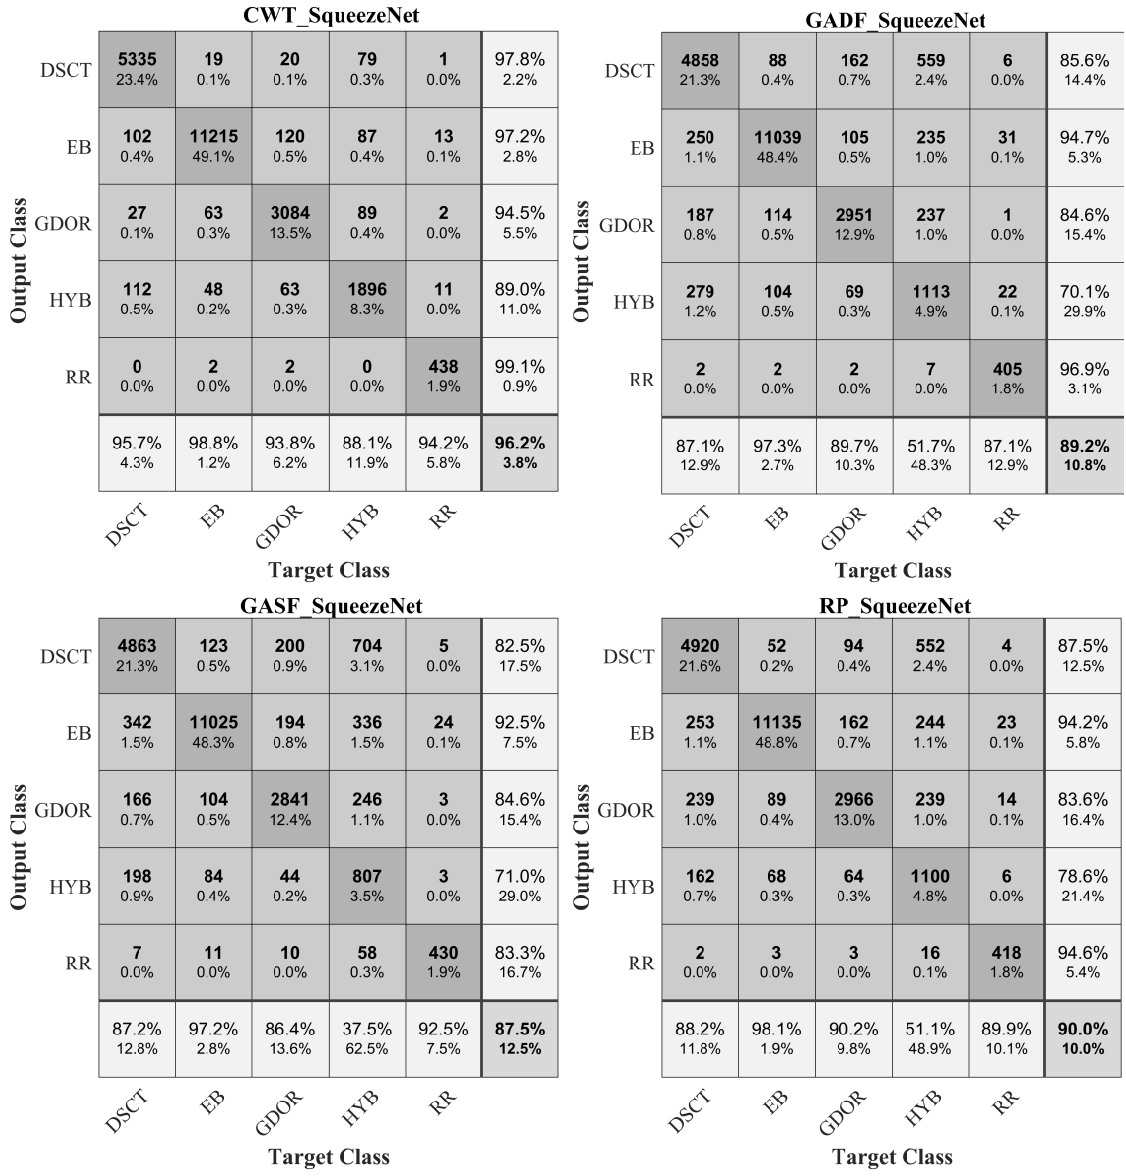 CWT_SqueezeNet
DSCT 5335 19 20 79 1 97.8%
23.4% 0.1% 0.1% 0.3% 0.0% 2.2%
EB 102 11215 120 87 13 97.2%
0.4% 49.1% 0.5% 0.4% 0.1% 2.8%
GDOR 27 63 3084 89 2 94.5%
0.1% 0.3% 13.5% 0.4% 0.0% 5.5%
HYB 112 48 63 1896 11 89.0%
0.5% 0.2% 0.3% 8.3% 0.0% 11.0%
RR 0 2 2 0 438 99.1%
0.0% 0.0% 0.0% 0.0% 1.9% 0.9%
95.7% 98.8% 93.8% 88.1% 94.2% 96.2%
4.3% 1.2% 6.2% 11.9% 5.8% 3.8%
DSCT EB GDOR HYB RR
Target Class
Output Class
GADF_SqueezeNet
DSCT 4858 88 162 559 6 85.6%
21.3% 0.4% 0.7% 2.4% 0.0% 14.4%
EB 250 11039 105 235 31 94.7%
1.1% 48.4% 0.5% 1.0% 0.1% 5.3%
GDOR 187 114 2951 237 1 84.6%
0.8% 0.5% 12.9% 1.0% 0.0% 15.4%
HYB 279 104 69 1113 22 70.1%
1.2% 0.5% 0.3% 4.9% 0.1% 29.9%
RR 2 2 2 7 405 96.9%
0.0% 0.0% 0.0% 0.0% 1.8% 3.1%
87.1% 97.3% 89.7% 51.7% 87.1% 89.2%
12.9% 2.7% 10.3% 48.3% 12.9% 10.8%
DSCT EB GDOR HYB RR
Target Class
Output Class
GASF_SqueezeNet
DSCT 4863 123 200 704 5 82.5%
21.3% 0.5% 0.9% 3.1% 0.0% 17.5%
EB 342 11025 194 336 24 92.5%
1.5% 48.3% 0.8% 1.5% 0.1% 7.5%
GDOR 166 104 2841 246 3 84.6%
0.7% 0.5% 12.4% 1.1% 0.0% 15.4%
HYB 198 84 44 807 3 71.0%
0.9% 0.4% 0.2% 3.5% 0.0% 29.0%
RR 7 11 10 58 430 83.3%
0.0% 0.0% 0.0% 0.3% 1.9% 16.7%
87.2% 97.2% 86.4% 37.5% 92.5% 87.5%
12.8% 2.8% 13.6% 62.5% 7.5% 12.5%
DSCT EB GDOR HYB RR
Target Class
Output Class
RP_SqueezeNet
DSCT 4920 52 94 552 4 87.5%
21.6% 0.2% 0.4% 2.4% 0.0% 12.5%
EB 253 11135 162 244 23 94.2%
1.1% 48.8% 0.7% 1.1% 0.1% 5.8%
GDOR 239 89 2966 239 14 83.6%
1.0% 0.4% 13.0% 1.0% 0.1% 16.4%
HYB 162 68 64 1100 6 78.6%
0.7% 0.3% 0.3% 4.8% 0.0% 21.4%
RR 2 3 3 16 418 94.6%
0.0% 0.0% 0.0% 0.1% 1.8% 5.4%
88.2% 98.1% 90.2% 51.1% 89.9% 90.0%
11.8% 1.9% 9.8% 48.9% 10.1% 10.0%
DSCT EB GDOR HYB RR
Target Class
Output Class